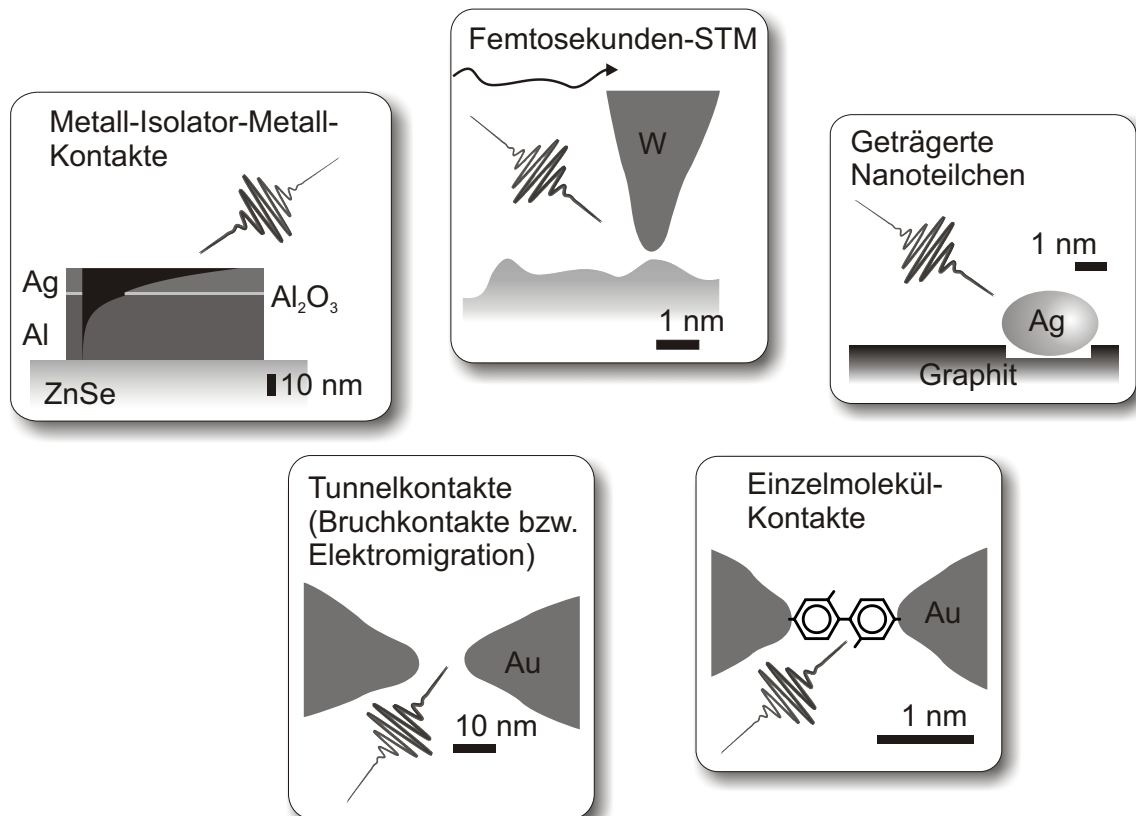 Femtosekunden-STM
W
1 nm
Metall-Isolator-Metall-
Kontakte
Ag
Al
Al₂O₃
ZnSe
10 nm
Geträgerte
Nanoteilchen
1 nm
Ag
Graphit
Tunnelkontakte
(Bruchkontakte bzw.
Elektromigration)
Au
10 nm
Einzelmolekül-
Kontakte
Au
1 nm